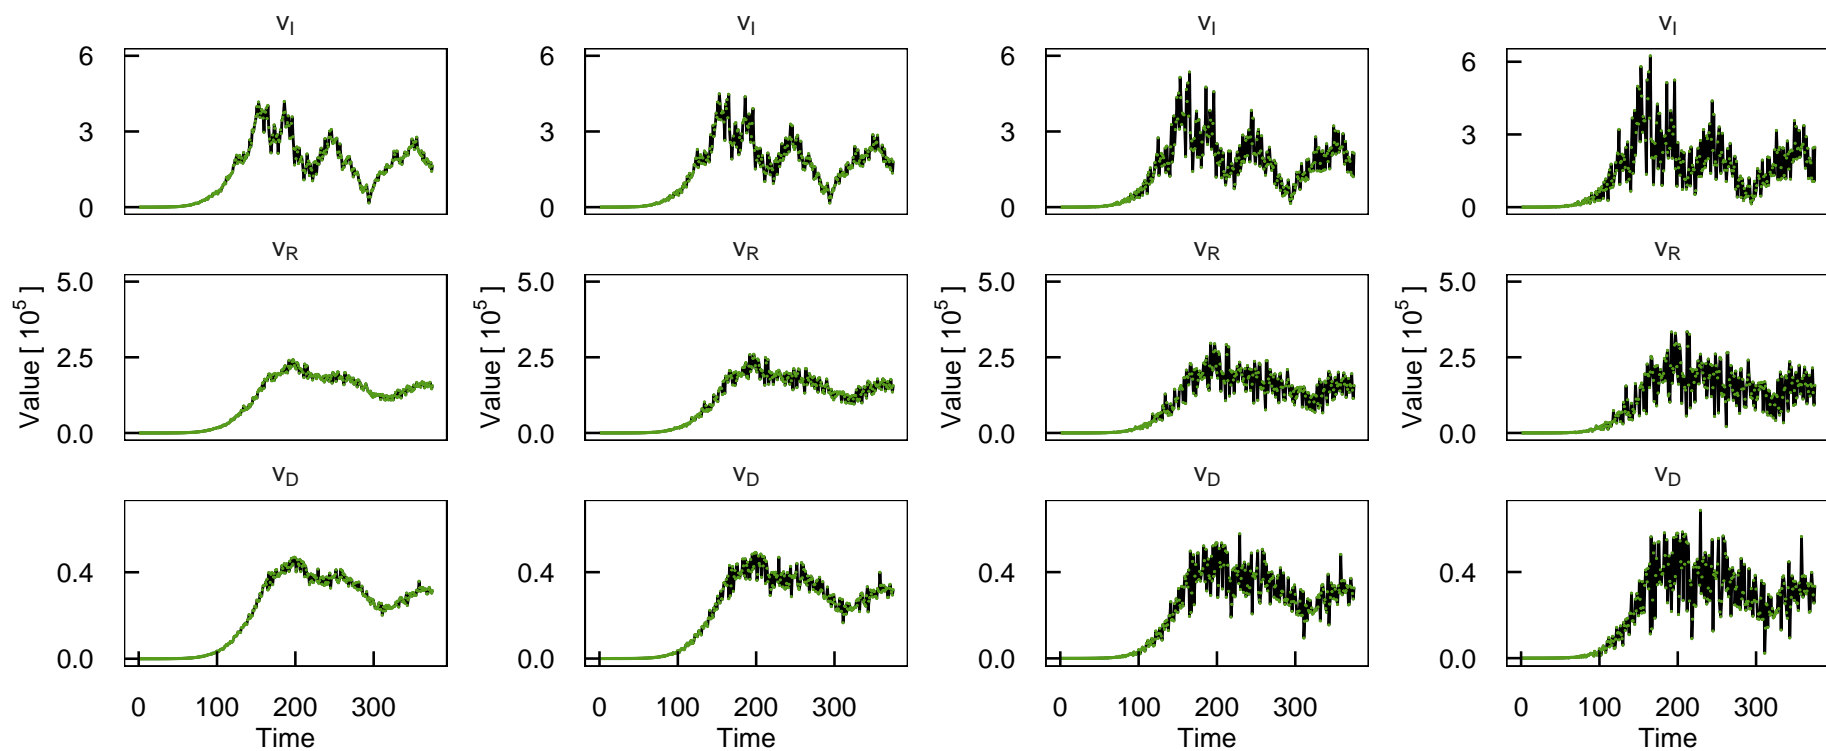 v_I v_I v_I v_I
6 6 6 6
3 3 3 3
0 0 0 0
v_R v_R v_R v_R
5.0 5.0 5.0 5.0
2.5 2.5 2.5 2.5
0.0 0.0 0.0 0.0
Value [ 10^5 ] Value [ 10^5 ] Value [ 10^5 ] Value [ 10^5 ]
v_D v_D v_D v_D
0.4 0.4 0.4 0.4
0.0 0.0 0.0 0.0
0 100 200 300 0 100 200 300 0 100 200 300 0 100 200 300
Time Time Time Time